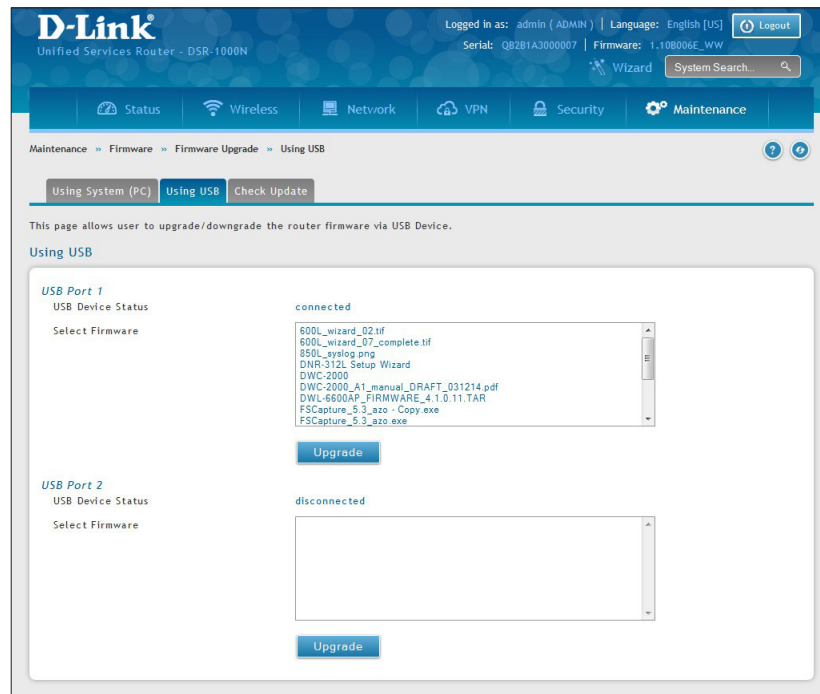 D-Link
Unified Services Router - DSR-1000N
Logged in as: admin ( ADMIN ) | Language: English [US]
Logout
Serial: QB2B1A3000007 | Firmware: 1.10B006E_WW
Wizard
System Search...
Status
Wireless
Network
VPN
Security
Maintenance
Maintenance » Firmware » Firmware Upgrade » Using USB
?
Using System (PC)
Using USB
Check Update
This page allows user to upgrade/downgrade the router firmware via USB Device.
Using USB
USB Port 1
USB Device Status connected
Select Firmware
600L_wizard_02.tif
600L_wizard_07_complete.tif
850L_syslog.png
DNR-312L Setup Wizard
DWC-2000
DWC-2000_A1_manual_DRAFT_031214.pdf
DWL-6600AP_FIRMWARE_4.1.0.11.TAR
FSCapture_5.3_azo - Copy.exe
FSCapture_5.3_azo.exe
Upgrade
USB Port 2
USB Device Status disconnected
Select Firmware
Upgrade